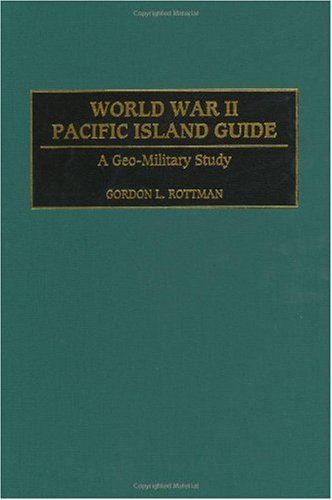 WORLD WAR II
PACIFIC ISLAND GUIDE
A Geo-Military Study
GORDON L. ROTTMAN